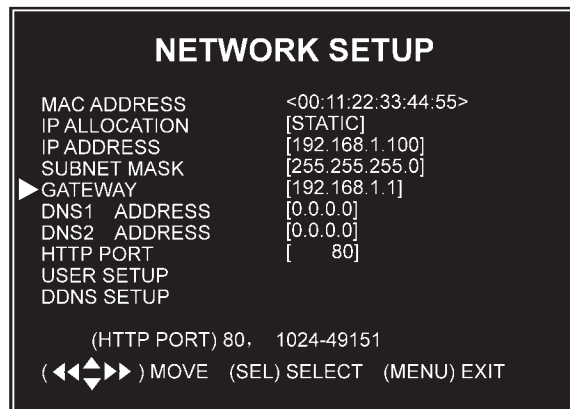 NETWORK SETUP
MAC ADDRESS <00:11:22:33:44:55>
IP ALLOCATION [STATIC]
IP ADDRESS [192.168.1.100]
SUBNET MASK [255.255.255.0]
GATEWAY [192.168.1.1]
DNS1 ADDRESS [0.0.0.0]
DNS2 ADDRESS [0.0.0.0]
HTTP PORT [ 80]
USER SETUP
DDNS SETUP
(HTTP PORT) 80, 1024-49151
( ) MOVE (SEL) SELECT (MENU) EXIT